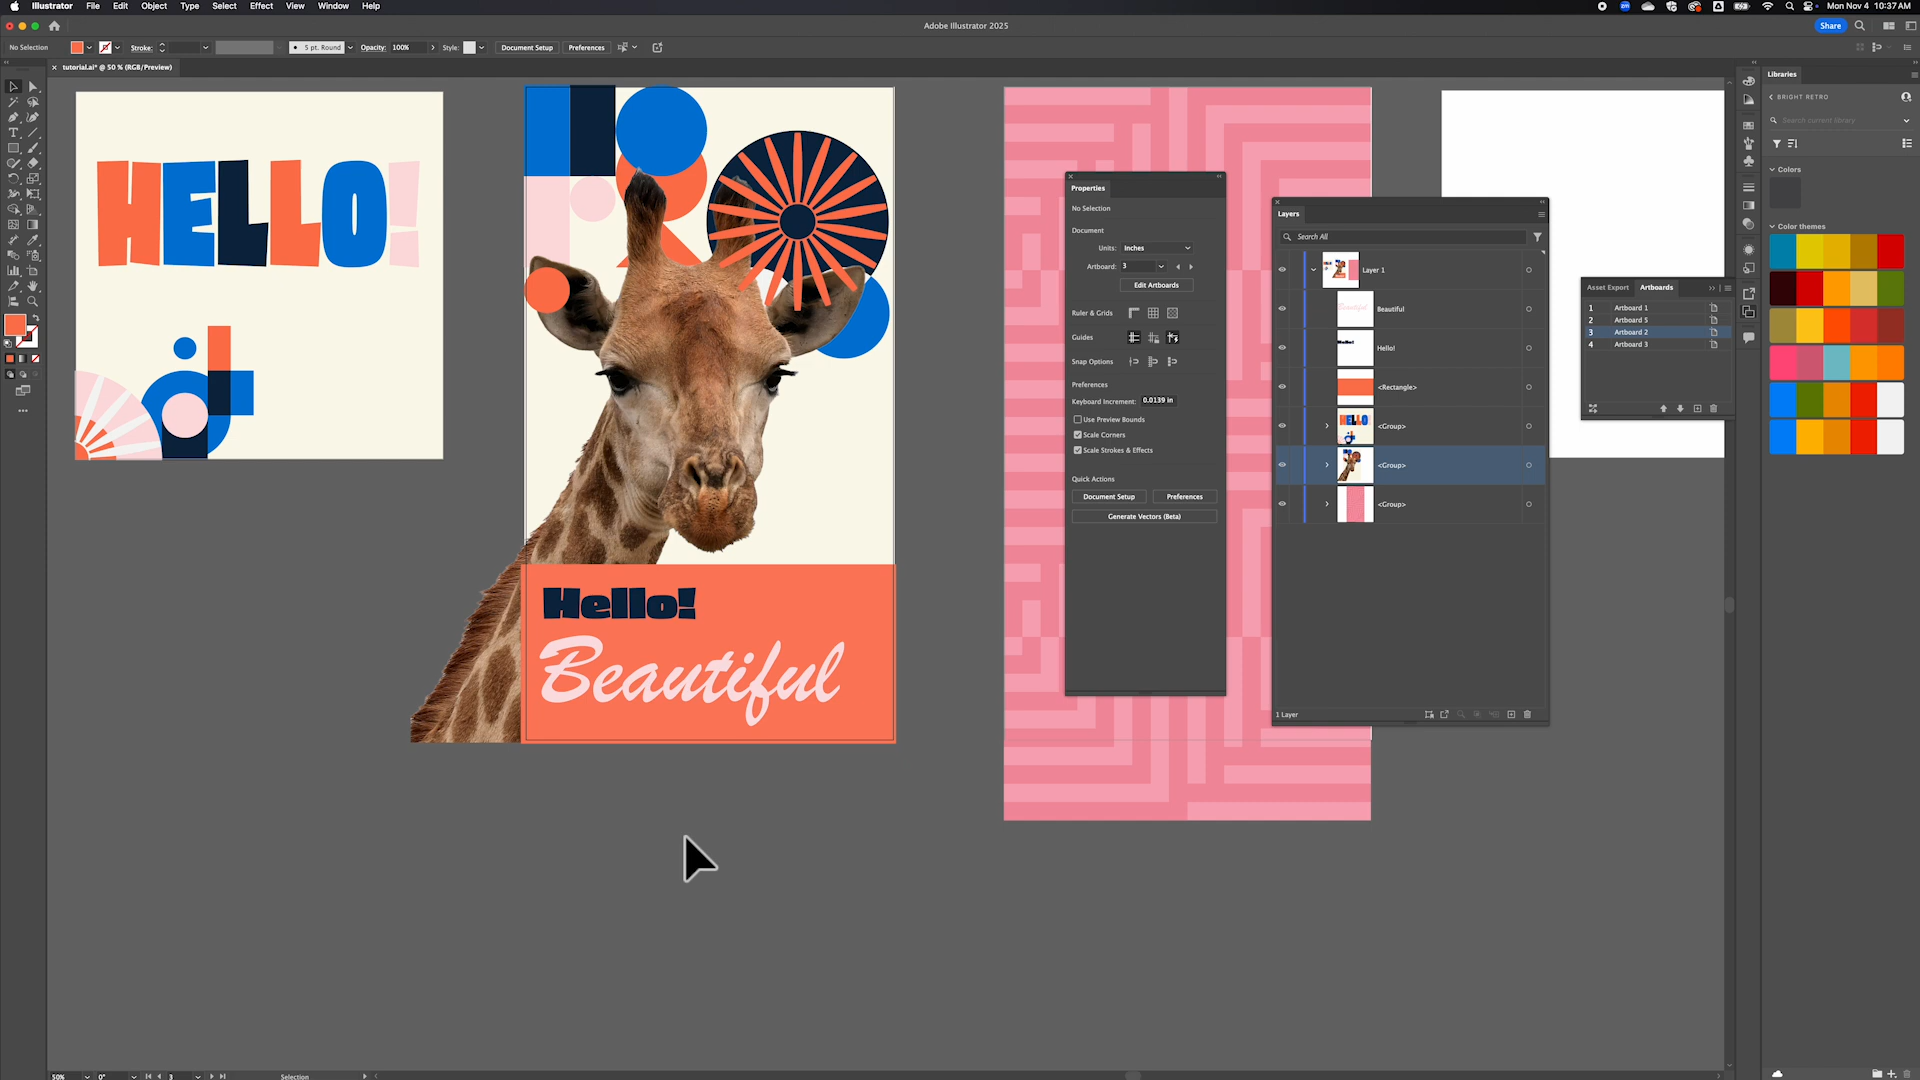 Illustrator File Edit Object Type Select Effect View Window Help
Mon Nov 4 10:37 AM
Adobe Illustrator 2025
Share
No Selection
Stroke:
5 pt. Round
Opacity: 100%
Style:
Document Setup
Preferences
tutorial.ai* @ 50 % (RGB/Preview)
HELLO!
Hello!
Beautiful
Properties
No Selection
Document
Units: Inches
Artboard: 3
Edit Artboards
Ruler & Grids
Guides
Snap Options
Preferences
Keyboard Increment: 0.0139 in
Use Preview Bounds
Scale Corners
Scale Strokes & Effects
Quick Actions
Document Setup
Preferences
Generate Vectors (Beta)
Layers
Search All
Layer 1
Beautiful
Hello!
<Rectangle>
<Group>
<Group>
<Group>
1 Layer
Asset Export Artboards
1 Artboard 1
2 Artboard 5
3 Artboard 2
4 Artboard 3
Libraries
BRIGHT RETRO
Search current library
Colors
Color themes
50%
0°
3
Selection